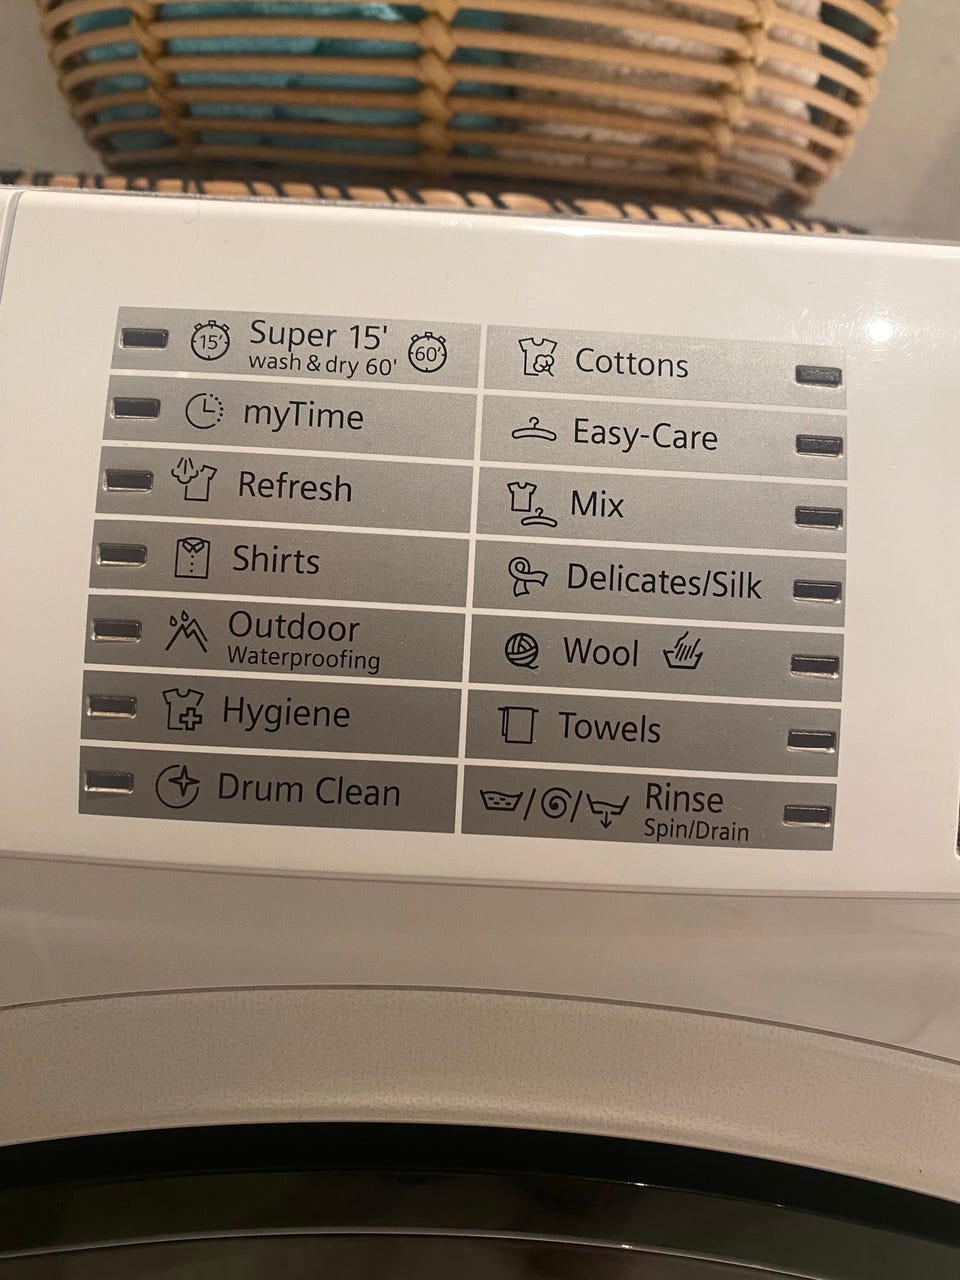 15'
Super 15'
wash & dry 60'
60'
myTime
Refresh
Shirts
Outdoor
Waterproofing
Hygiene
Drum Clean
Cottons
Easy-Care
Mix
Delicates/Silk
Wool
Towels
/ /
Rinse
Spin/Drain